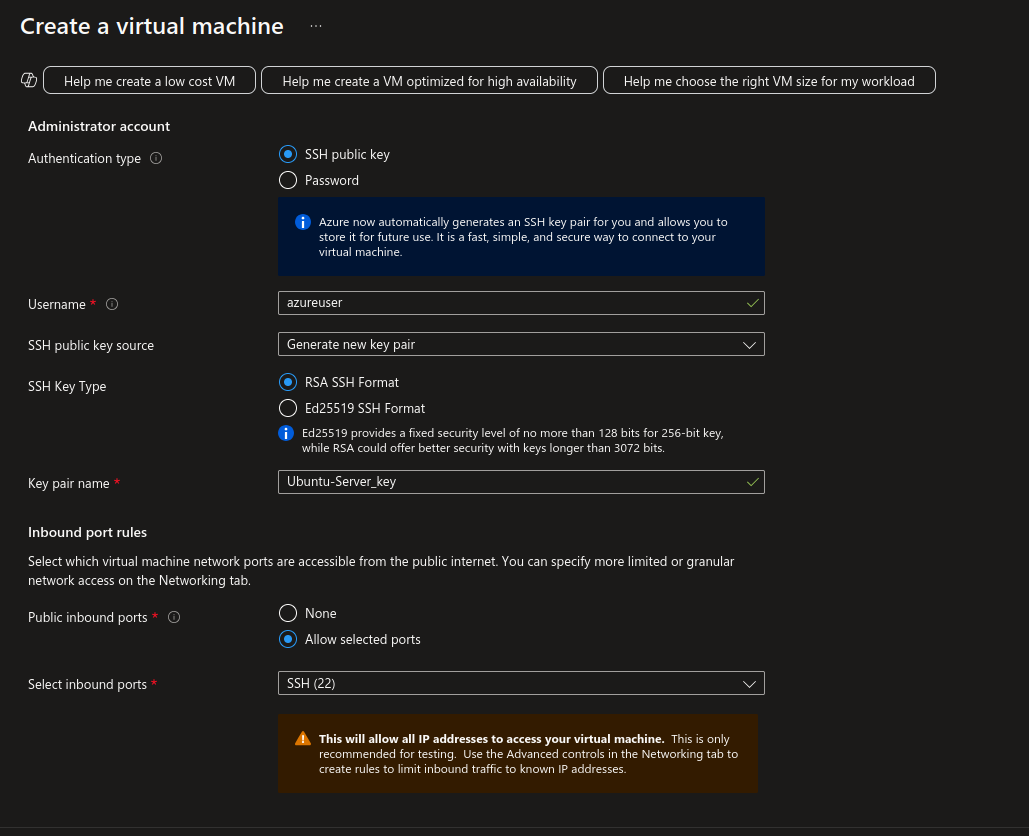 Create a virtual machine ...
Help me create a low cost VM
Help me create a VM optimized for high availability
Help me choose the right VM size for my workload
Administrator account
Authentication type
SSH public key
Password
Azure now automatically generates an SSH key pair for you and allows you to
store it for future use. It is a fast, simple, and secure way to connect to your
virtual machine.
Username *
azureuser
SSH public key source
Generate new key pair
SSH Key Type
RSA SSH Format
Ed25519 SSH Format
Ed25519 provides a fixed security level of no more than 128 bits for 256-bit key,
while RSA could offer better security with keys longer than 3072 bits.
Key pair name *
Ubuntu-Server_key
Inbound port rules
Select which virtual machine network ports are accessible from the public internet. You can specify more limited or granular
network access on the Networking tab.
Public inbound ports *
None
Allow selected ports
Select inbound ports *
SSH (22)
This will allow all IP addresses to access your virtual machine. This is only
recommended for testing. Use the Advanced controls in the Networking tab to
create rules to limit inbound traffic to known IP addresses.